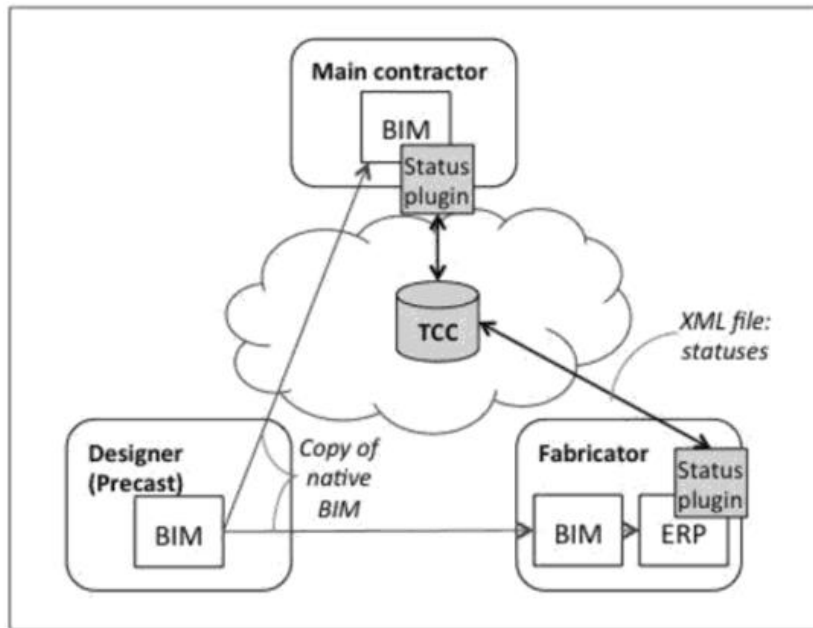 Main contractor
BIM
Status
plugin
TCC
XML file:
statuses
Designer
(Precast)
BIM
Copy of
native
BIM
Fabricator
Status
plugin
BIM
ERP